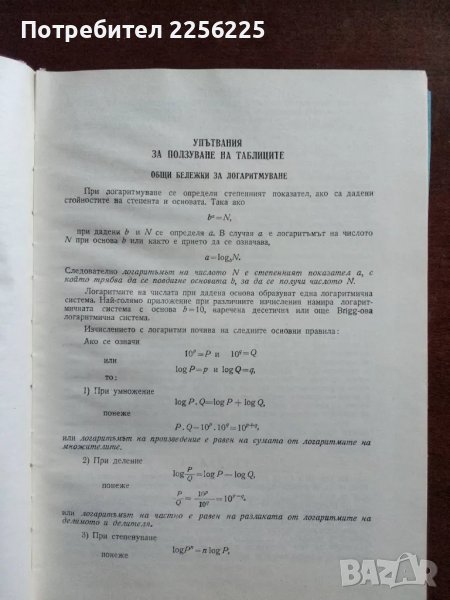 Потребител 2256225
УПЪТВАНИЯ
ЗА ПОЛЗУВАНЕ НА ТАБЛИЦИТЕ
ОБЩИ БЕЛЕЖКИ ЗА ЛОГАРИТМУВАНЕ
При логаритмуване се определя степенният показател, ако са дадени
стойностите на степента и основата. Така ако
bᵃ=N,
при дадени b и N се определя a. В случая a е логаритъмът на числото
N при основа b или както е прието да се означава,
a=log_b N.
Следователно логаритъмът на числото N е степенният показател a, с
който трябва да се повдигне основата b, за да се получи числото N.
Логаритмите на числата при дадена основа образуват една логаритмична
система. Най-голямо приложение при различните изчисления намира логарит-
мичната система с основа b=10, наречена десетична или още Brigg-ова
логаритмична система.
Изчислението с логаритми почива на следните основни правила:
Ако се означи
10ᵖ=P и 10^q=Q
или
log P=p и log Q=q,
то:
1) При умножение
log P . Q=log P + log Q,
понеже
P . Q=10ᵖ . 10^q=10^{p+q},
или логаритъмът на произведение е равен на сумата от логаритмите на
множителите.
2) При деление
log P/Q = log P — log Q,
понеже
P/Q = 10ᵖ/10^q = 10^{p-q},
или логаритъмът на частно е равен на разликата от логаритмите на
делимото и делителя.
3) При степенуване
log Pⁿ = n log P,
понеже
BAZAR